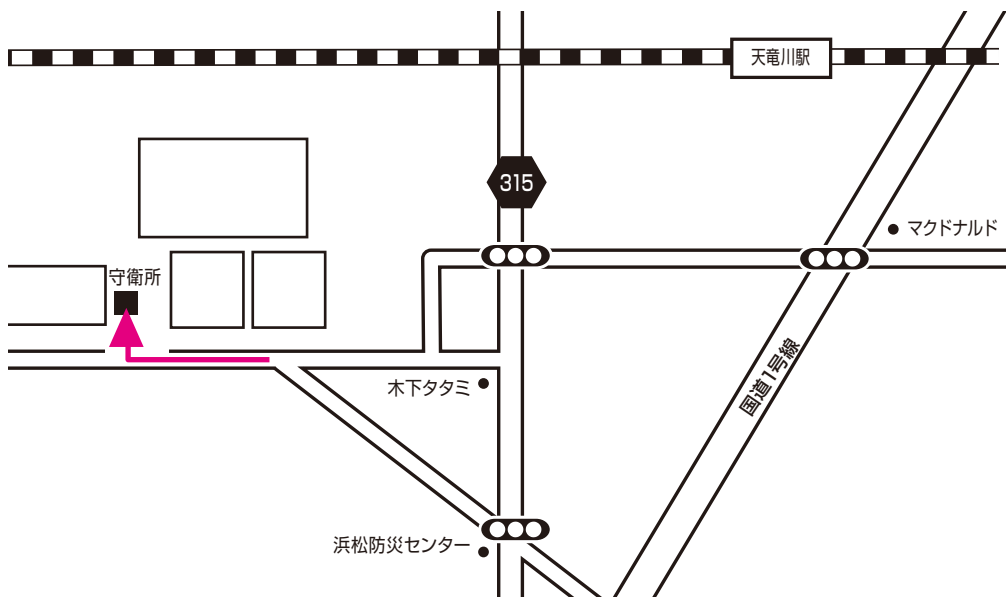 天竜川駅
315
マクドナルド
守衛所
国道1号線
木下タタミ
浜松防災センター